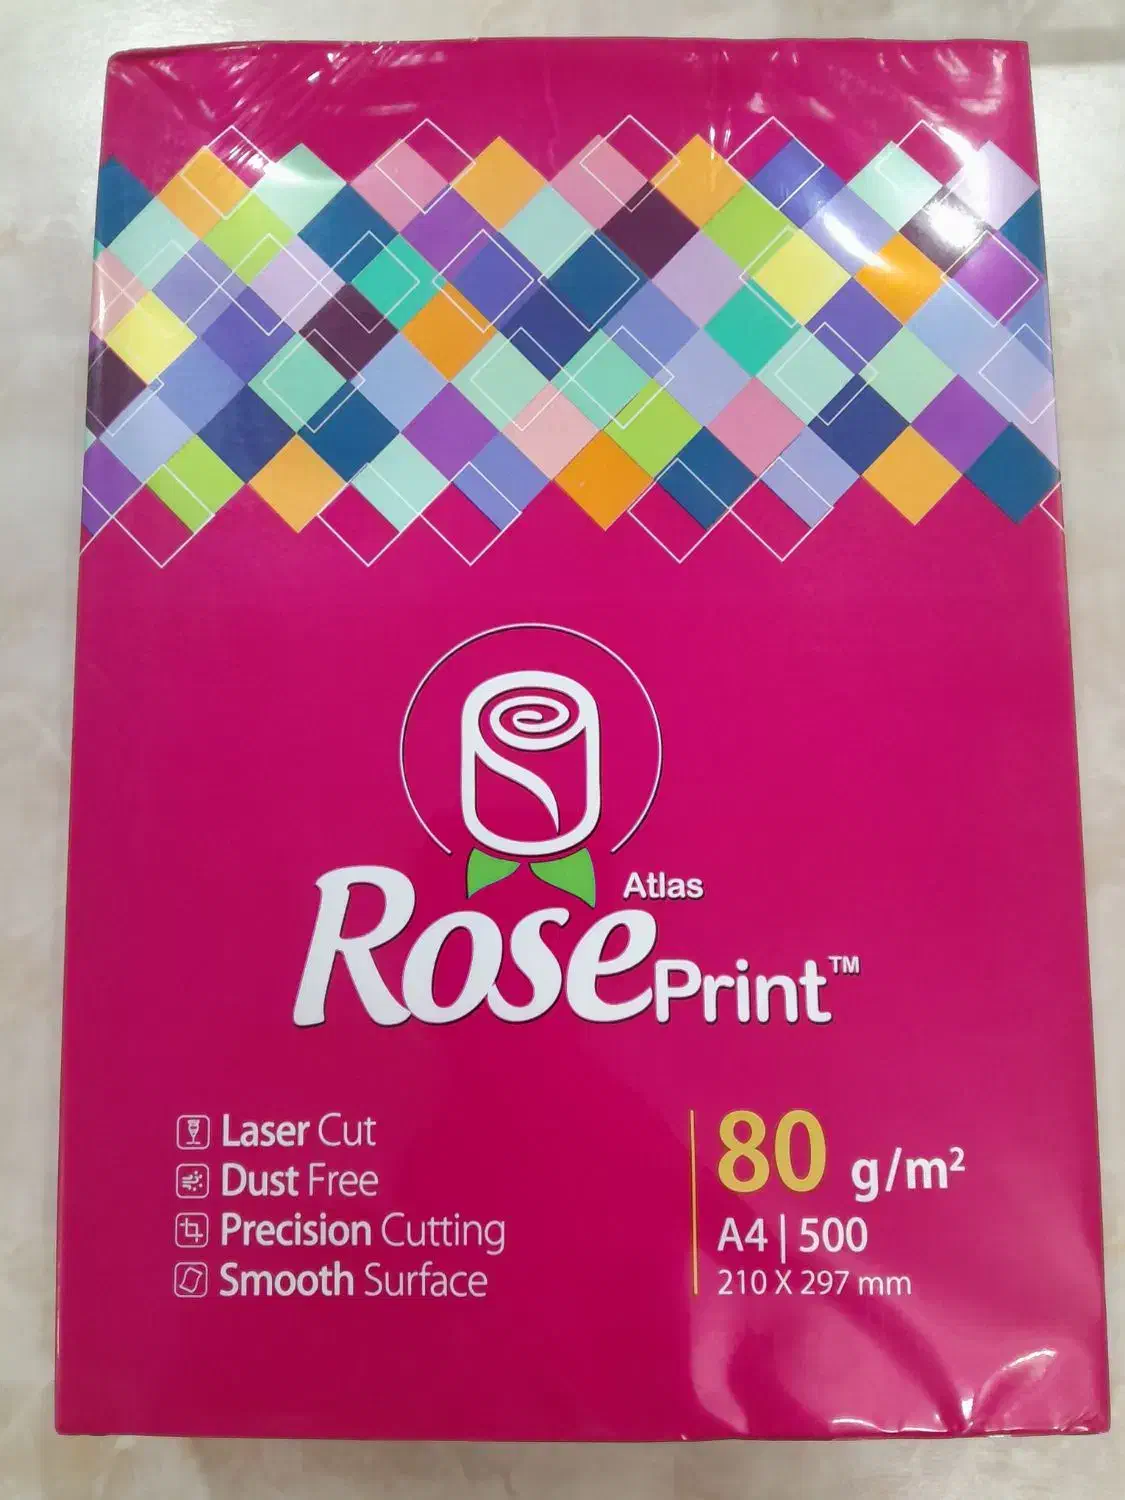 Atlas
RosePrint™
Laser Cut
Dust Free
Precision Cutting
Smooth Surface
80 g/m²
A4 | 500
210 X 297 mm